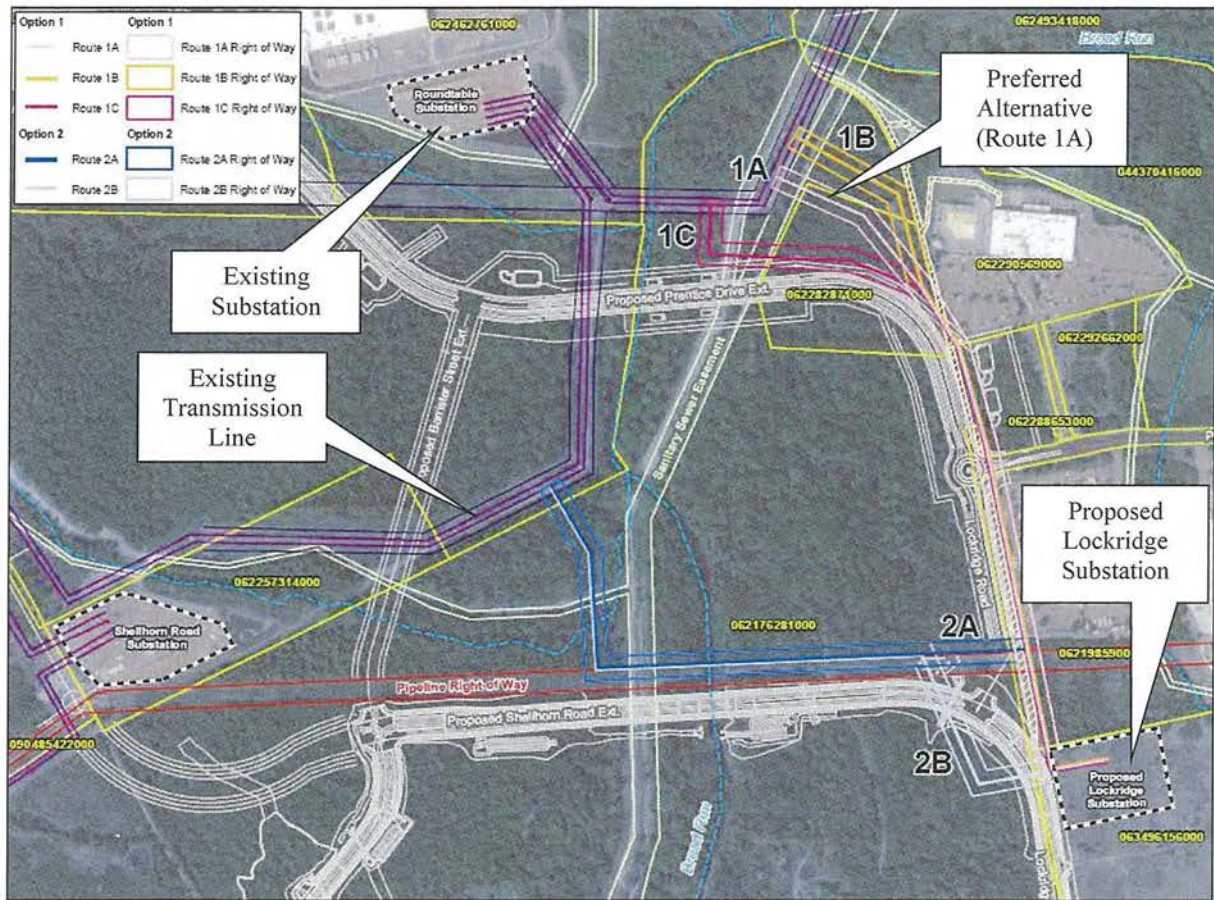 Option 1
Option 1
Route 1A
Route 1A Right of Way
Route 1B
Route 1B Right of Way
Route 1C
Route 1C Right of Way
Option 2
Option 2
Route 2A
Route 2A Right of Way
Route 2B
Route 2B Right of Way
062462761000
062493418000
Broad Run
Roundtable
Substation
Preferred
Alternative
(Route 1A)
1B
1A
044370416000
1C
062290569000
Existing
Substation
Proposed Prentice Drive Ext.
062282871000
062292662000
Existing
Transmission
Line
Proposed Banister Street Ext.
Sanitary Sewer Easement
062288653000
Lockridge Road
Proposed
Lockridge
Substation
062257314000
Shellhorn Road
Substation
062176281000
2A
0621985900
Pipeline Right of Way
Proposed Shellhorn Road Ext.
090485422000
2B
Proposed
Lockridge
Substation
Broad Run
063496156000